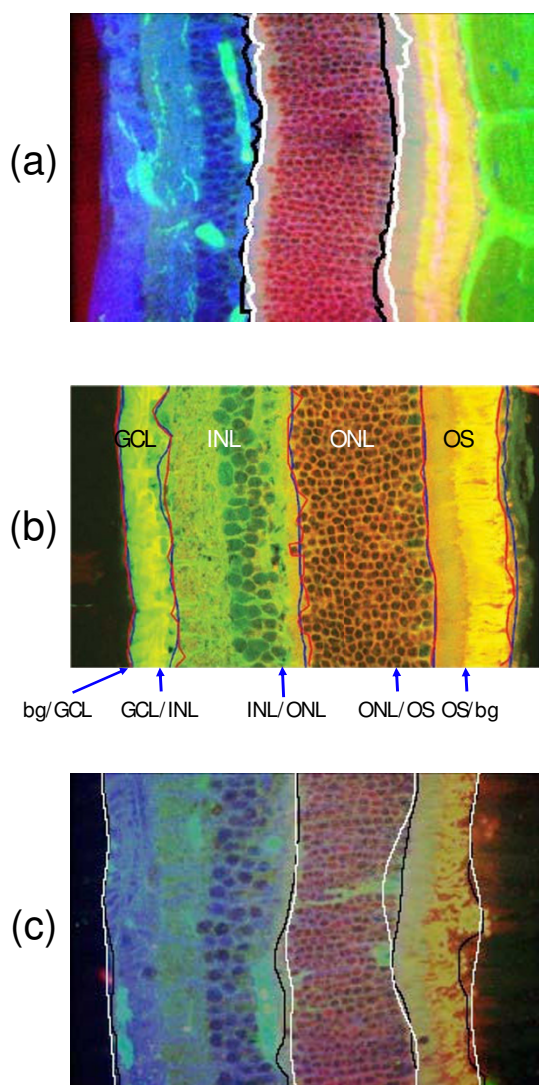 (a)
(b)
GCL INL ONL OS
bg/GCL GCL/INL INL/ONL ONL/OS OS/bg
(c)